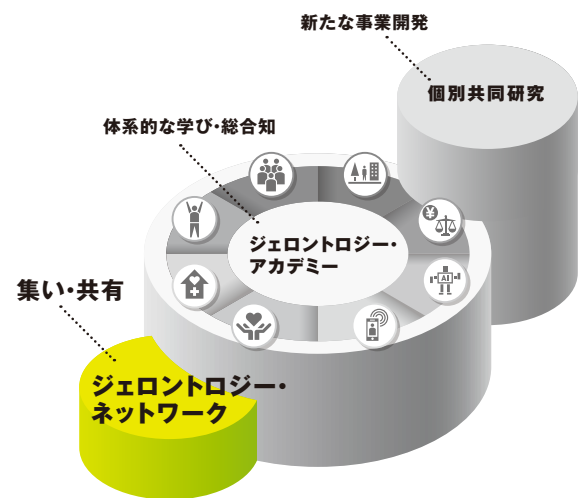 新たな事業開発
個別共同研究
体系的な学び・総合知
¥
ジェロントロジー・
アカデミー
AI
集い・共有
ジェロントロジー・
ネットワーク